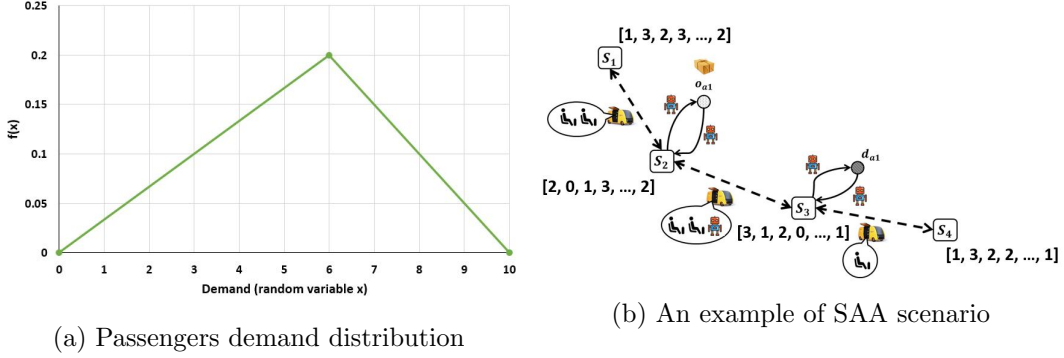 0.25
0.2
0.15
0.1
0.05
0
f(x)
0 1 2 3 4 5 6 7 8 9 10
Demand (random variable x)
(a) Passengers demand distribution
[1, 3, 2, 3, ..., 2]
S1
oa1
S2
[2, 0, 1, 3, ..., 2]
da1
S3
[3, 1, 2, 0, ..., 1]
S4
[1, 3, 2, 2, ..., 1]
(b) An example of SAA scenario